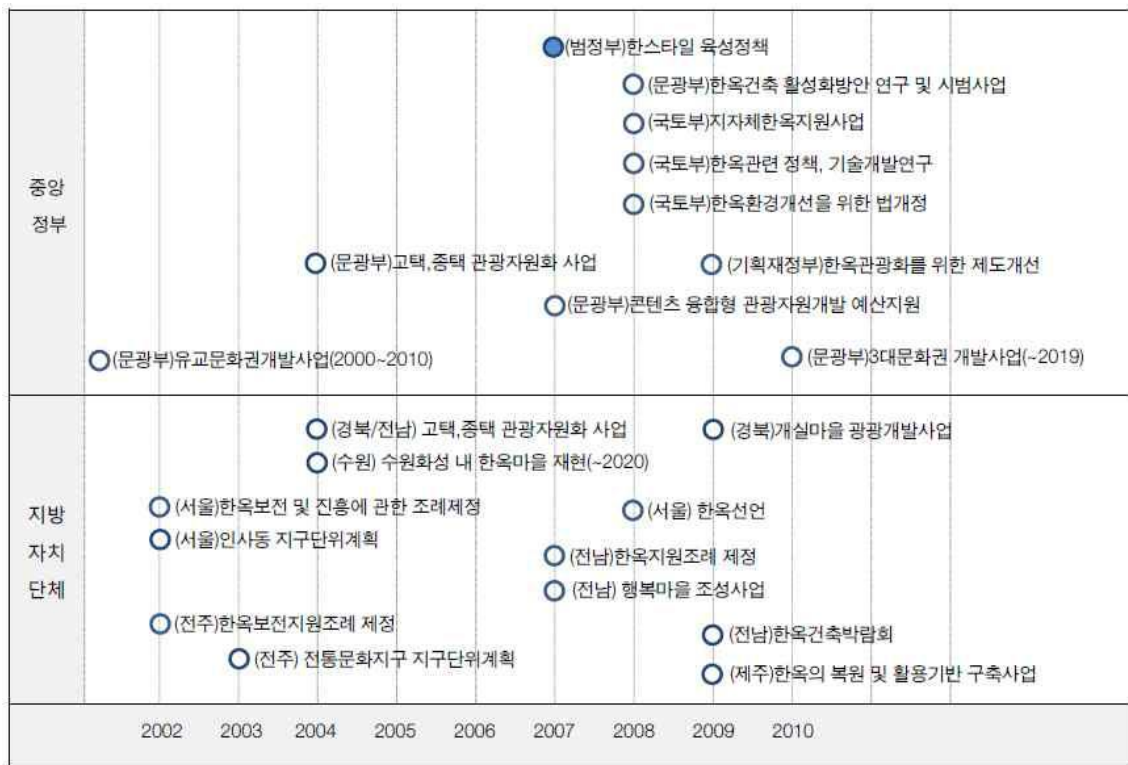 중앙
정부
(범정부)한스타일 육성정책
(문광부)한옥건축 활성화방안 연구 및 시범사업
(국토부)지자체한옥지원사업
(국토부)한옥관련 정책, 기술개발연구
(국토부)한옥환경개선을 위한 법개정
(문광부)고택,종택 관광자원화 사업
(기획재정부)한옥관광화를 위한 제도개선
(문광부)콘텐츠 융합형 관광자원개발 예산지원
(문광부)유교문화권개발사업(2000~2010)
(문광부)3대문화권 개발사업(~2019)
지방
자치
단체
(경북/전남) 고택,종택 관광자원화 사업
(경북)개실마을 광광개발사업
(수원) 수원화성 내 한옥마을 재현(~2020)
(서울)한옥보전 및 진흥에 관한 조례제정
(서울) 한옥선언
(서울)인사동 지구단위계획
(전남)한옥지원조례 제정
(전남) 행복마을 조성사업
(전주)한옥보전지원조례 제정
(전남)한옥건축박람회
(전주) 전통문화지구 지구단위계획
(제주)한옥의 복원 및 활용기반 구축사업
2002 2003 2004 2005 2006 2007 2008 2009 2010